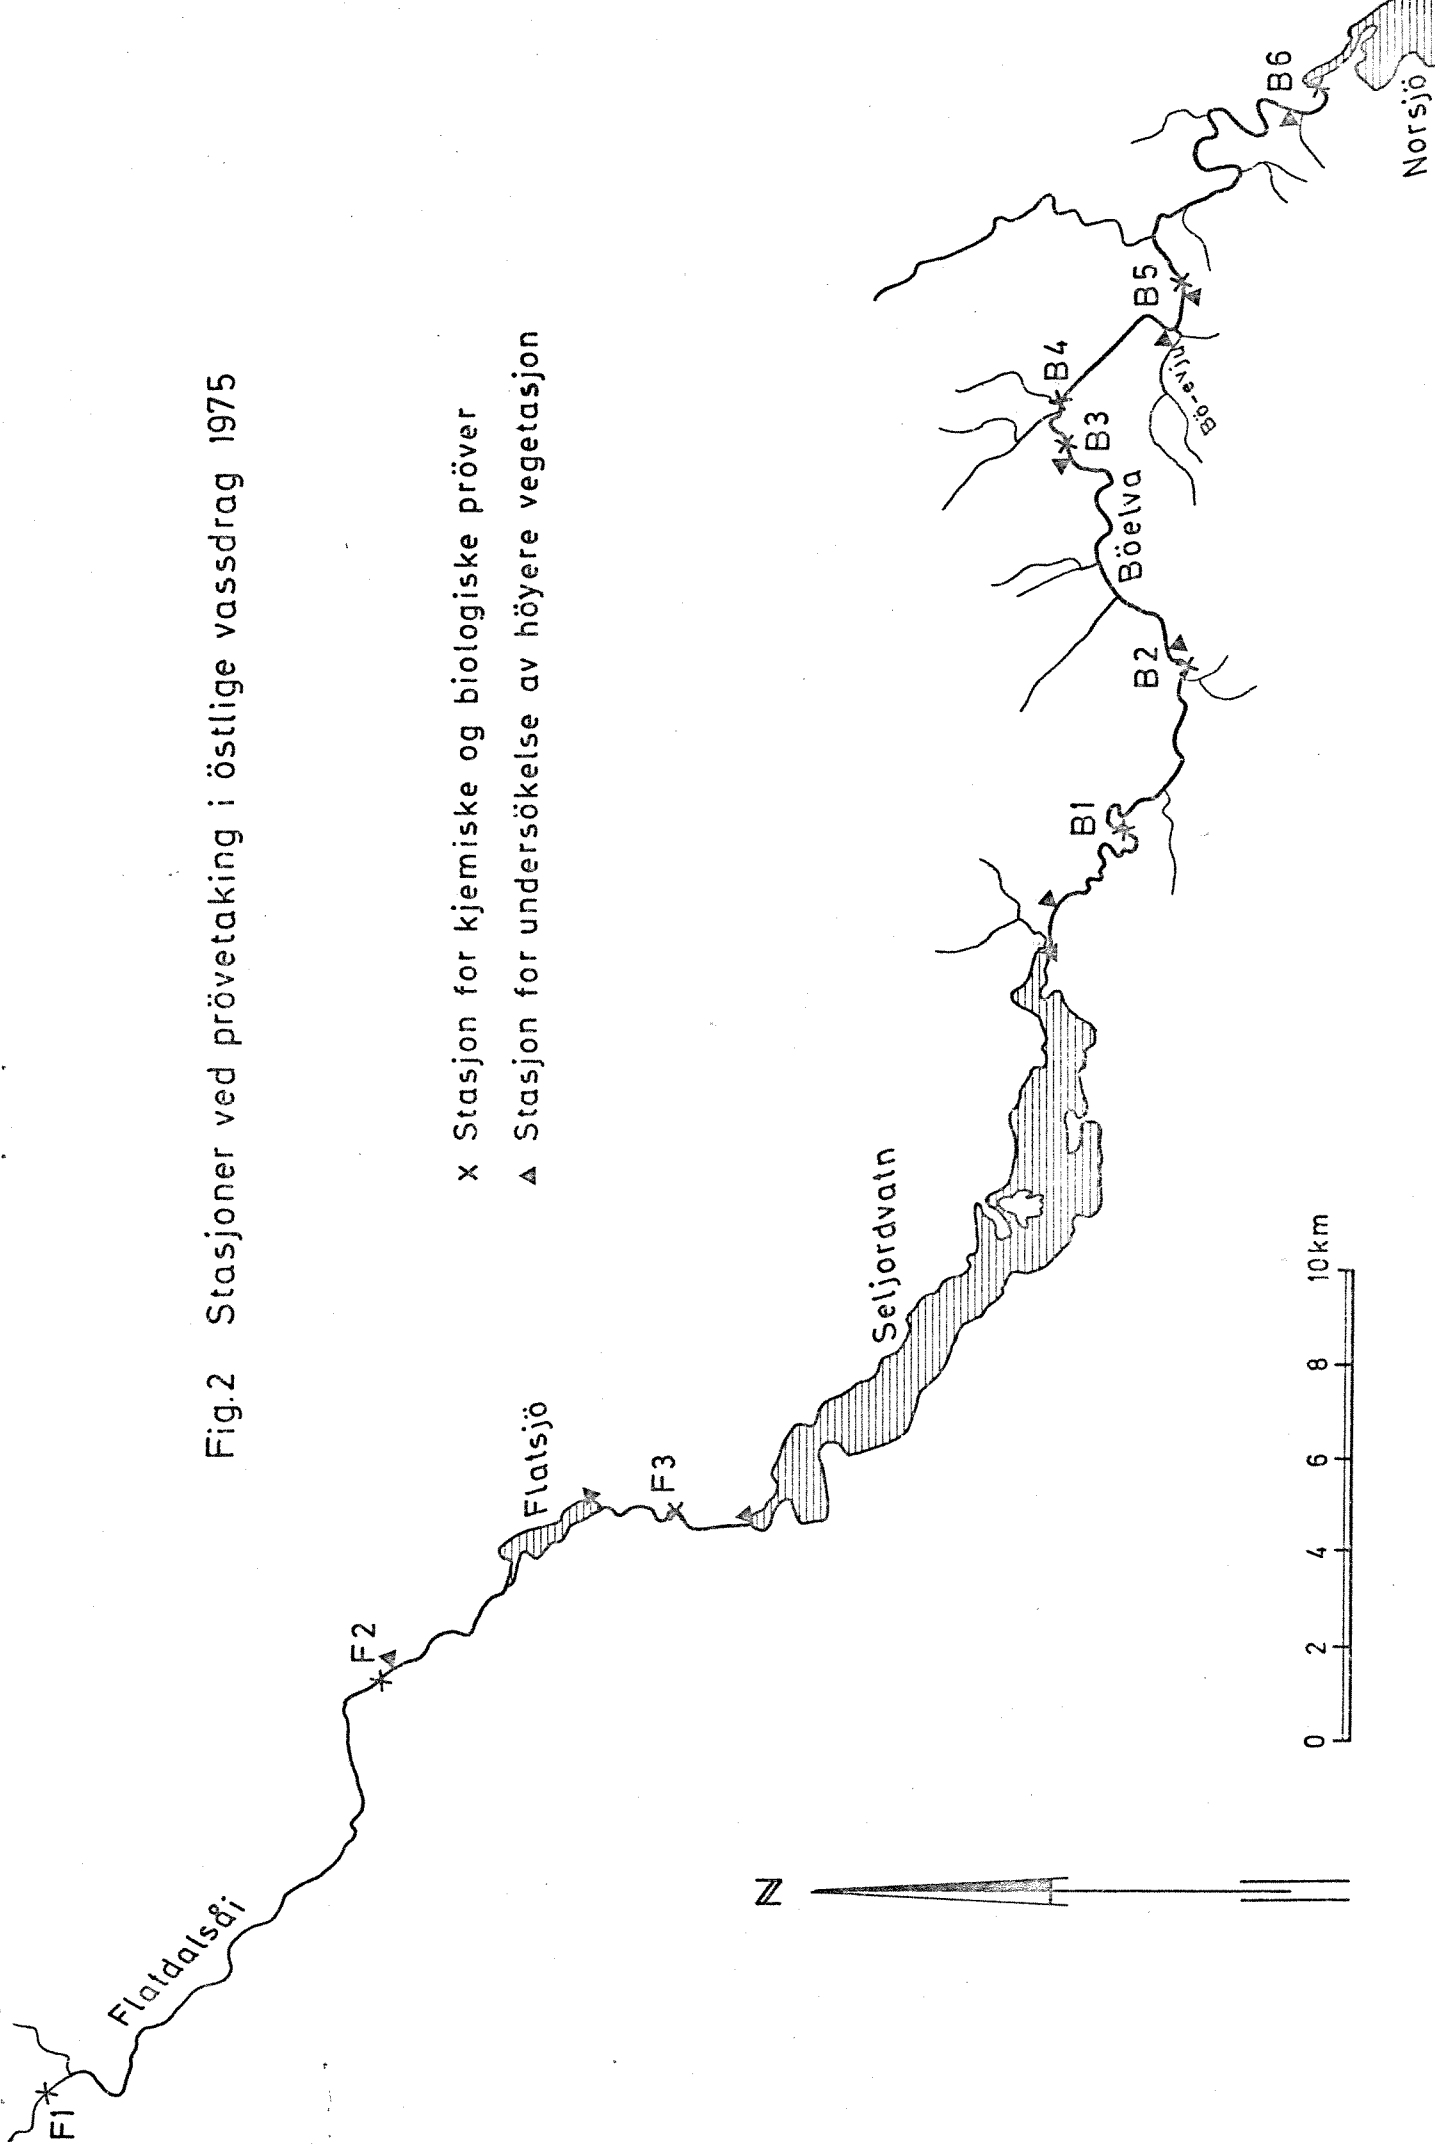 Fig.2 Stasjoner ved prövetaking i östlige vassdrag 1975
x Stasjon for kjemiske og biologiske pröver
▲ Stasjon for undersökelse av höyere vegetasjon
F1
Flatdalsåi
F2
Flatsjö
F3
Seljordvatn
B1
B2
Böelva
B3
B4
Bö-evju
B5
B6
Norsjö
N
0 2 4 6 8 10km